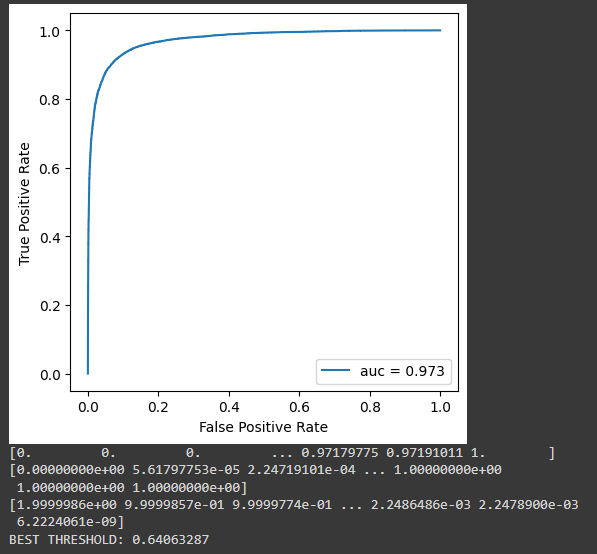 1.0
0.8
0.6
0.4
0.2
0.0
True Positive Rate
auc = 0.973
0.0 0.2 0.4 0.6 0.8 1.0
False Positive Rate
[0. 0. 0. ... 0.97179775 0.97191011 1. ]
[0.00000000e+00 5.61797753e-05 2.24719101e-04 ... 1.00000000e+00
1.00000000e+00 1.00000000e+00]
[1.9999986e+00 9.9999857e-01 9.9999774e-01 ... 2.2486486e-03 2.2478900e-03
6.2224061e-09]
BEST THRESHOLD: 0.64063287